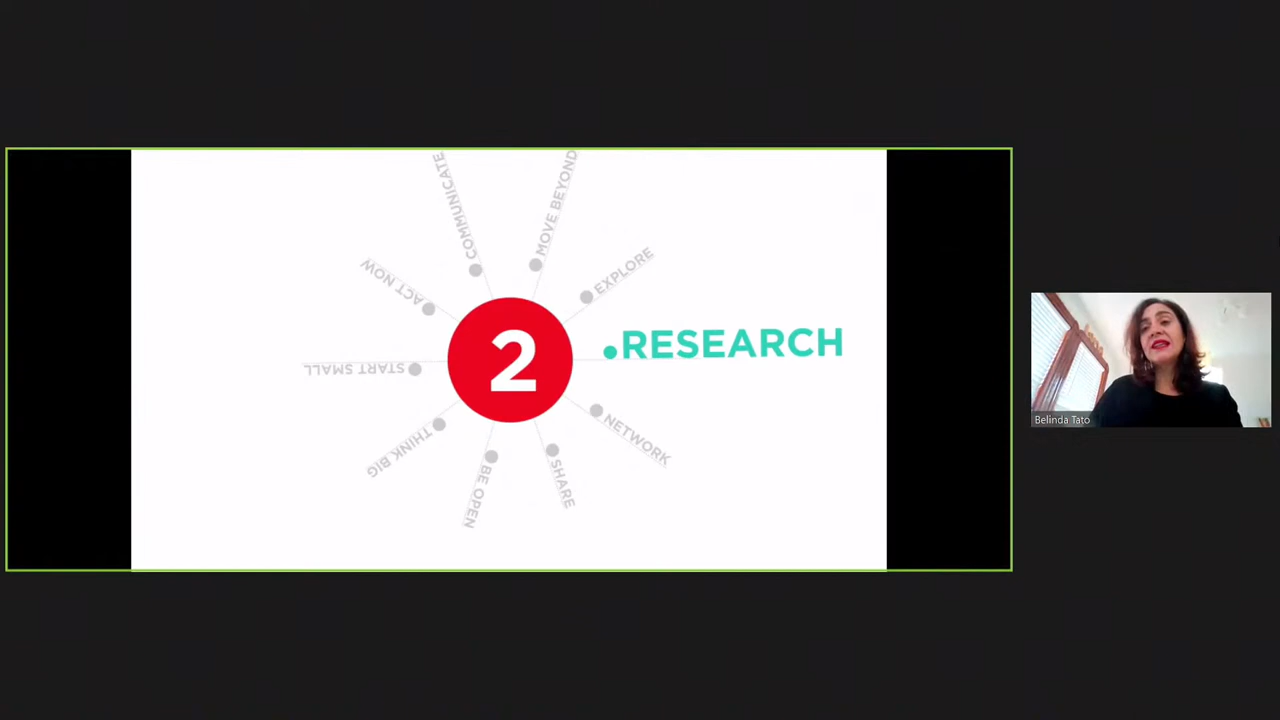 COMMUNICATE
MOVE BEYOND
EXPLORE
ACT NOW
2
RESEARCH
START SMALL
NETWORK
THINK BIG
BE OPEN
SHARE
Belinda Tato